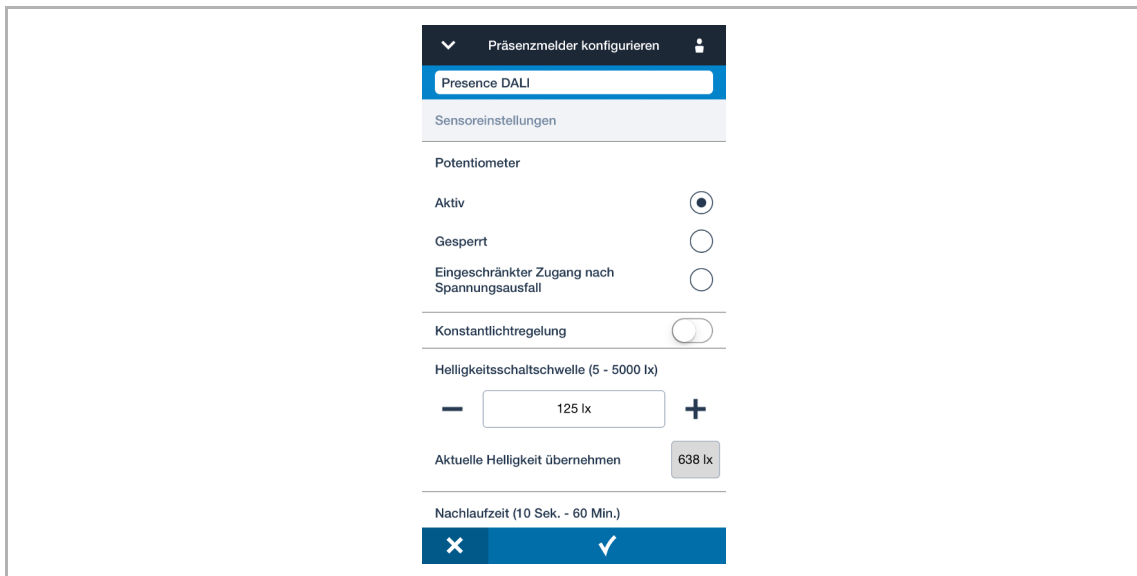 Präsenzmelder konfigurieren
Presence DALI
Sensoreinstellungen
Potentiometer
Aktiv
Gesperrt
Eingeschränkter Zugang nach
Spannungsausfall
Konstantlichtregelung
Helligkeitsschaltschwelle (5 - 5000 lx)
125 lx
Aktuelle Helligkeit übernehmen 638 lx
Nachlaufzeit (10 Sek. - 60 Min.)